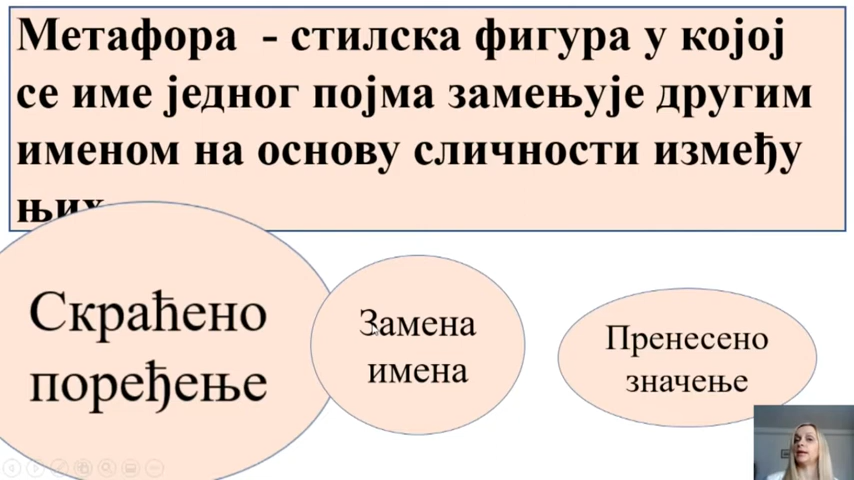 Метафора - стилска фигура у којој
се име једног појма замењује другим
именом на основу сличности између
њих
Скраћено
поређење
Замена
имена
Пренесено
значење